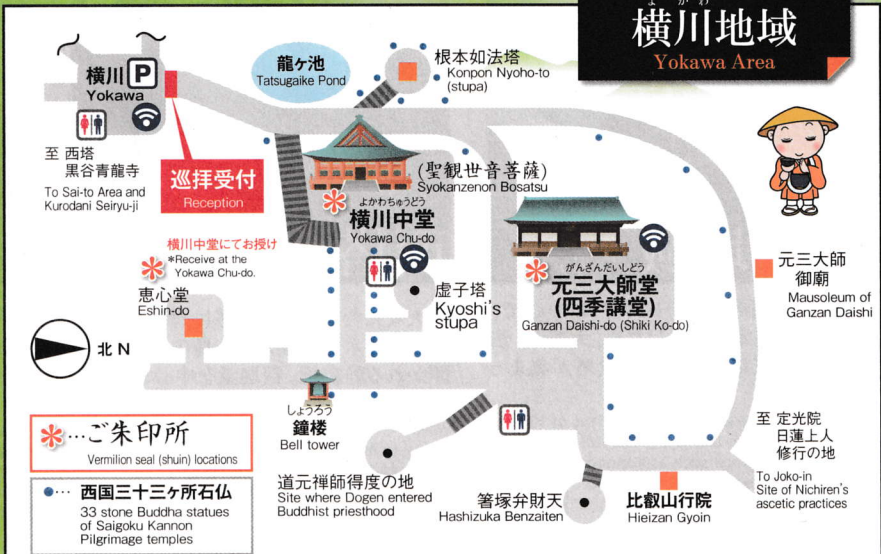 よかわ
横川地域
Yokawa Area
横川 P
Yokawa
龍ヶ池
Tatsugaike Pond
根本如法塔
Konpon Nyoho-to
(stupa)
至 西塔
黒谷青龍寺
To Sai-to Area and
Kurodani Seiryu-ji
巡拝受付
Reception
(聖観世音菩薩)
Syokanzenon Bosatsu
よかわちゅうどう
横川中堂
Yokawa Chu-do
横川中堂にてお授け
*Receive at the
Yokawa Chu-do.
恵心堂
Eshin-do
虚子塔
Kyoshi's
stupa
がんざんだいしどう
元三大師堂
(四季講堂)
Ganzan Daishi-do (Shiki Ko-do)
元三大師
御廟
Mausoleum of
Ganzan Daishi
北 N
しょうろう
鐘楼
Bell tower
…ご朱印所
Vermilion seal (shuin) locations
… 西国三十三ヶ所石仏
33 stone Buddha statues
of Saigoku Kannon
Pilgrimage temples
道元禅師得度の地
Site where Dogen entered
Buddhist priesthood
箸塚弁財天
Hashizuka Benzaiten
比叡山行院
Hieizan Gyoin
至 定光院
日蓮上人
修行の地
To Joko-in
Site of Nichiren's
ascetic practices